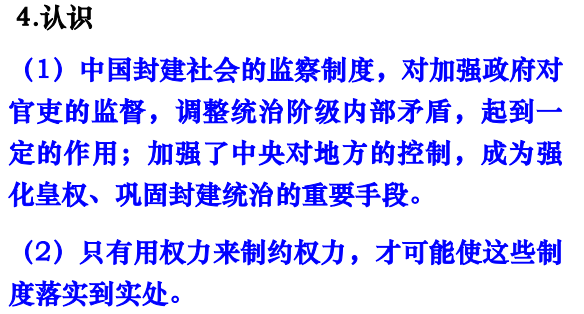 4.认识
（1）中国封建社会的监察制度，对加强政府对
官吏的监督，调整统治阶级内部矛盾，起到一
定的作用；加强了中央对地方的控制，成为强
化皇权、巩固封建统治的重要手段。
（2）只有用权力来制约权力，才可能使这些制
度落实到实处。